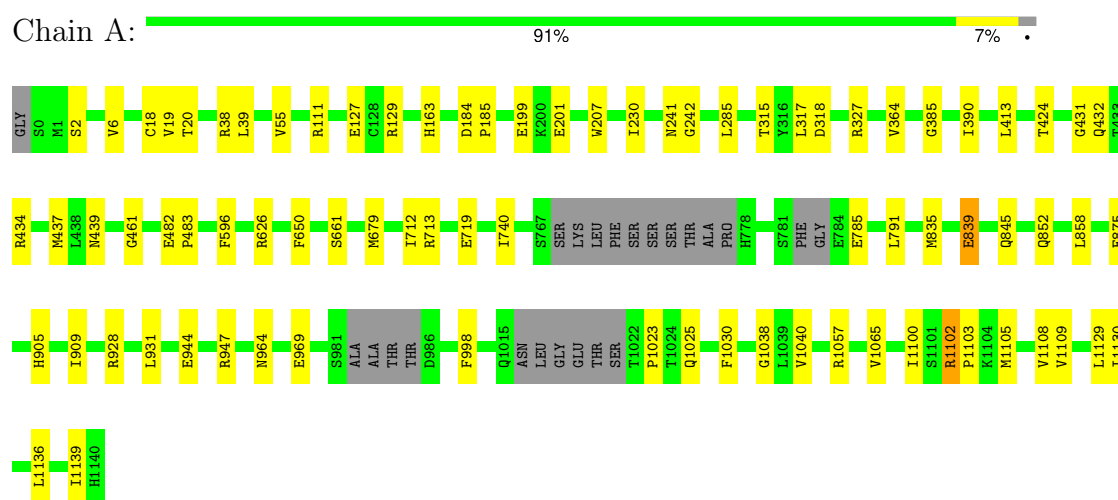 Chain A:
91% 7% •
GLY S0 M1 S2 V6 C18 V19 T20 R38 L39 V55 R111 E127 C128 R129 H163 D184 P185 E199 K200 E201 W207 I230 N241 G242 L285 T315 Y316 L317 D318 R327 V364 G385 I390 L413 T424 G431 Q432 T433
R434 M437 L438 N439 G461 E482 P483 F596 R626 F650 S661 M679 I712 R713 E719 I740 S767 SER LYS LEU PHE SER SER SER THR ALA PRO H778 S781 PHE GLY E784 E785 L791 M835 E839 Q845 Q852 L858
H905 I909 R928 L931 E944 R947 N964 E969 S981 ALA ALA THR THR D986 F998 Q1015 ASN LEU GLY GLU THR SER T1022 P1023 T1024 Q1025 F1030 G1038 L1039 V1040 R1057 V1065 I1100 S1101 R1102 P1103 K1104 M1105 V1108 V1109 L1129
L1136 I1139 H1140